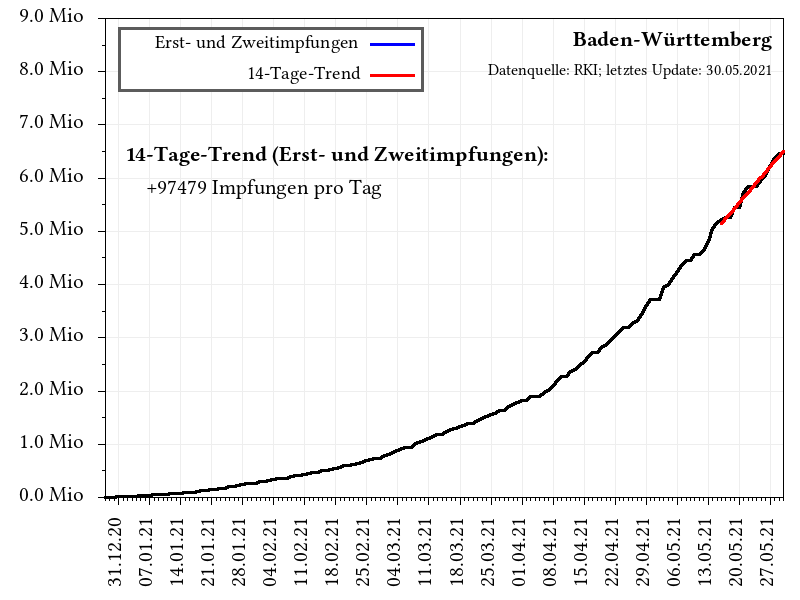 9.0 Mio
8.0 Mio
7.0 Mio
6.0 Mio
5.0 Mio
4.0 Mio
3.0 Mio
2.0 Mio
1.0 Mio
0.0 Mio
Erst- und Zweitimpfungen
14-Tage-Trend
Baden-Württemberg
Datenquelle: RKI; letztes Update: 30.05.2021
14-Tage-Trend (Erst- und Zweitimpfungen):
+97479 Impfungen pro Tag
31.12.20
07.01.21
14.01.21
21.01.21
28.01.21
04.02.21
11.02.21
18.02.21
25.02.21
04.03.21
11.03.21
18.03.21
25.03.21
01.04.21
08.04.21
15.04.21
22.04.21
29.04.21
06.05.21
13.05.21
20.05.21
27.05.21